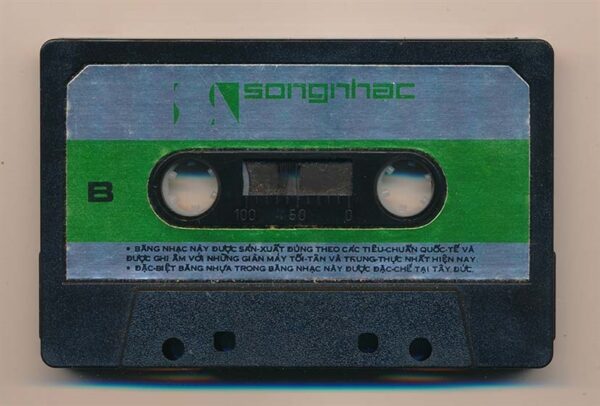 songnhac
B
100 50 0
• BĂNG NHẠC NÀY ĐƯỢC SẢN-XUẤT ĐÚNG THEO CÁC TIÊU-CHUẨN QUỐC-TẾ VÀ
ĐƯỢC GHI ÂM VỚI NHỮNG GIÀN MÁY TỐI-TÂN VÀ TRUNG-THỰC NHẤT HIỆN NAY
• ĐẶC-BIỆT BĂNG NHỰA TRONG BĂNG NHẠC NÀY ĐƯỢC ĐẶC-CHẾ TẠI TÂY ĐỨC.